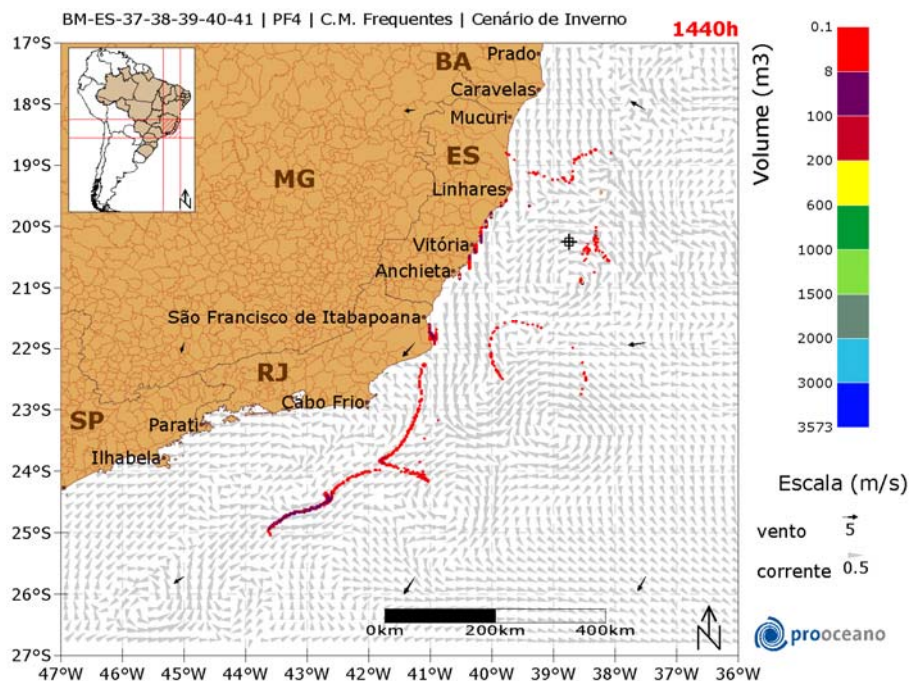 BM-ES-37-38-39-40-41 | PF4 | C.M. Frequentes | Cenário de Inverno
1440h
17°S
18°S
19°S
20°S
21°S
22°S
23°S
24°S
25°S
26°S
27°S
47°W 46°W 45°W 44°W 43°W 42°W 41°W 40°W 39°W 38°W 37°W 36°W
BA
Prado
Caravelas
Mucuri
ES
MG
Linhares
Vitória
Anchieta
São Francisco de Itabapoana
RJ
Cabo Frio
SP
Parati
Ilhabela
N
0km 200km 400km
N
Volume (m3)
0.1
8
100
200
600
1000
1500
2000
3000
3573
Escala (m/s)
vento 5
corrente 0.5
prooceano